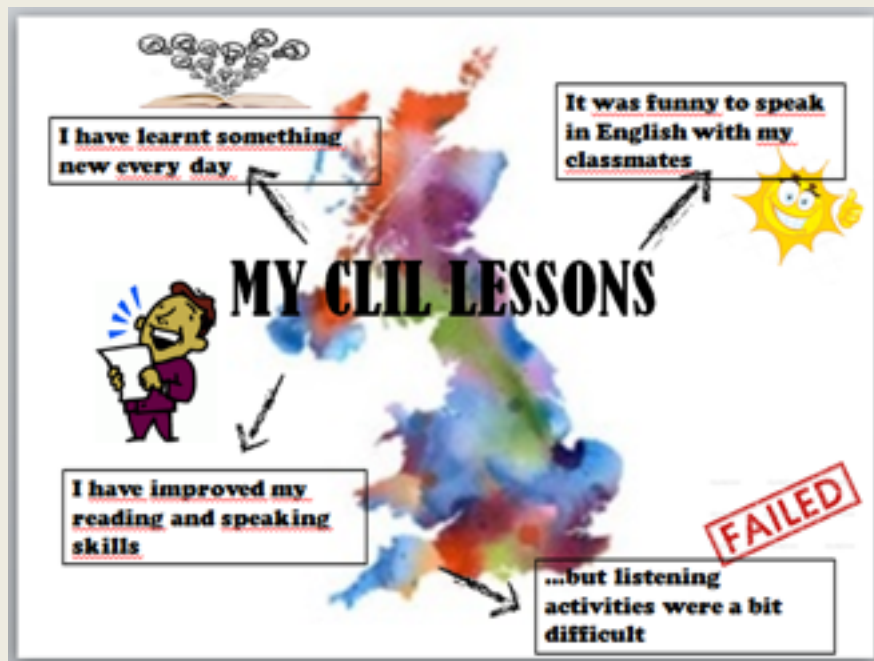 I have learnt something
new every day
It was funny to speak
in English with my
classmates
MY CLIL LESSONS
I have improved my
reading and speaking
skills
FAILED
...but listening
activities were a bit
difficult